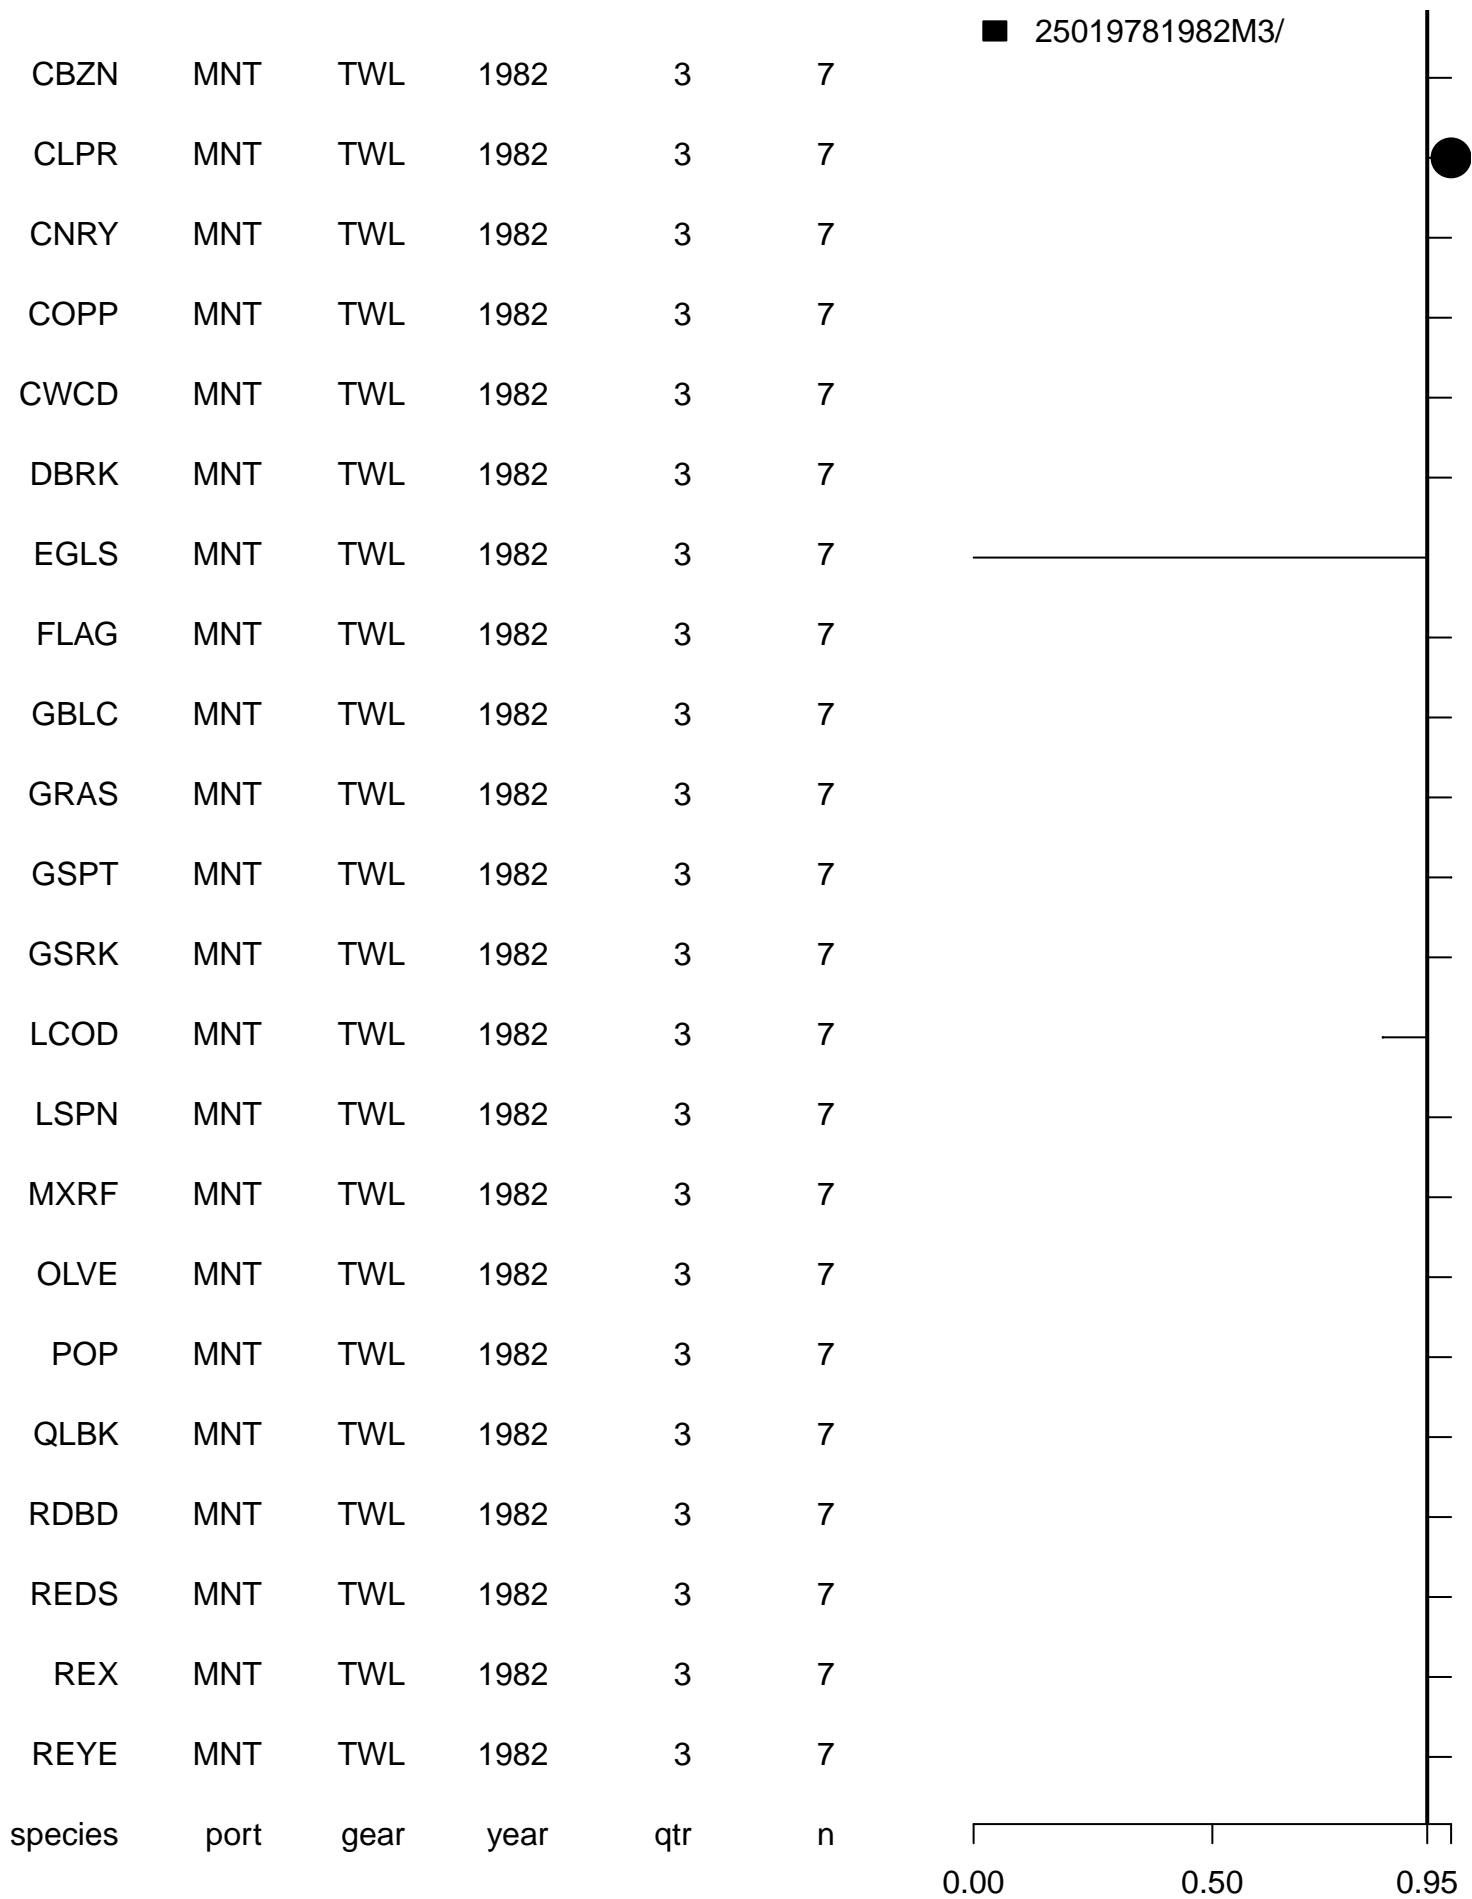 25019781982M3/
CBZN MNT TWL 1982 3 7
CLPR MNT TWL 1982 3 7
CNRY MNT TWL 1982 3 7
COPP MNT TWL 1982 3 7
CWCD MNT TWL 1982 3 7
DBRK MNT TWL 1982 3 7
EGLS MNT TWL 1982 3 7
FLAG MNT TWL 1982 3 7
GBLC MNT TWL 1982 3 7
GRAS MNT TWL 1982 3 7
GSPT MNT TWL 1982 3 7
GSRK MNT TWL 1982 3 7
LCOD MNT TWL 1982 3 7
LSPN MNT TWL 1982 3 7
MXRF MNT TWL 1982 3 7
OLVE MNT TWL 1982 3 7
POP MNT TWL 1982 3 7
QLBK MNT TWL 1982 3 7
RDBD MNT TWL 1982 3 7
REDS MNT TWL 1982 3 7
REX MNT TWL 1982 3 7
REYE MNT TWL 1982 3 7
species port gear year qtr n
0.00 0.50 0.95